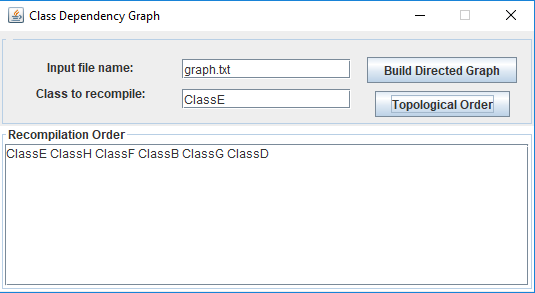 Class Dependency Graph
Input file name: graph.txt Build Directed Graph
Class to recompile: ClassE Topological Order
Recompilation Order
ClassE ClassH ClassF ClassB ClassG ClassD